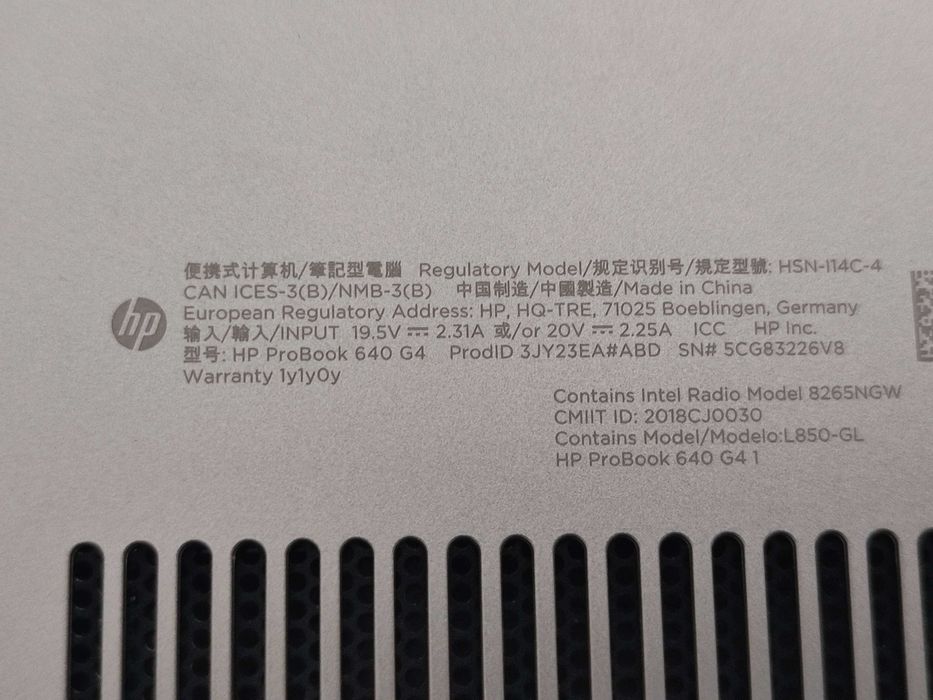 便携式计算机/筆記型電腦 Regulatory Model/规定识别号/規定型號: HSN-I14C-4
CAN ICES-3(B)/NMB-3(B) 中国制造/中國製造/Made in China
European Regulatory Address: HP, HQ-TRE, 71025 Boeblingen, Germany
hp
输入/輸入/INPUT 19.5V⎓ 2.31A 或/or 20V ⎓ 2.25A ICC HP Inc.
型号: HP ProBook 640 G4 ProdID 3JY23EA#ABD SN# 5CG83226V8
Warranty 1y1y0y
Contains Intel Radio Model 8265NGW
CMIIT ID: 2018CJ0030
Contains Model/Modelo:L850-GL
HP ProBook 640 G4 1